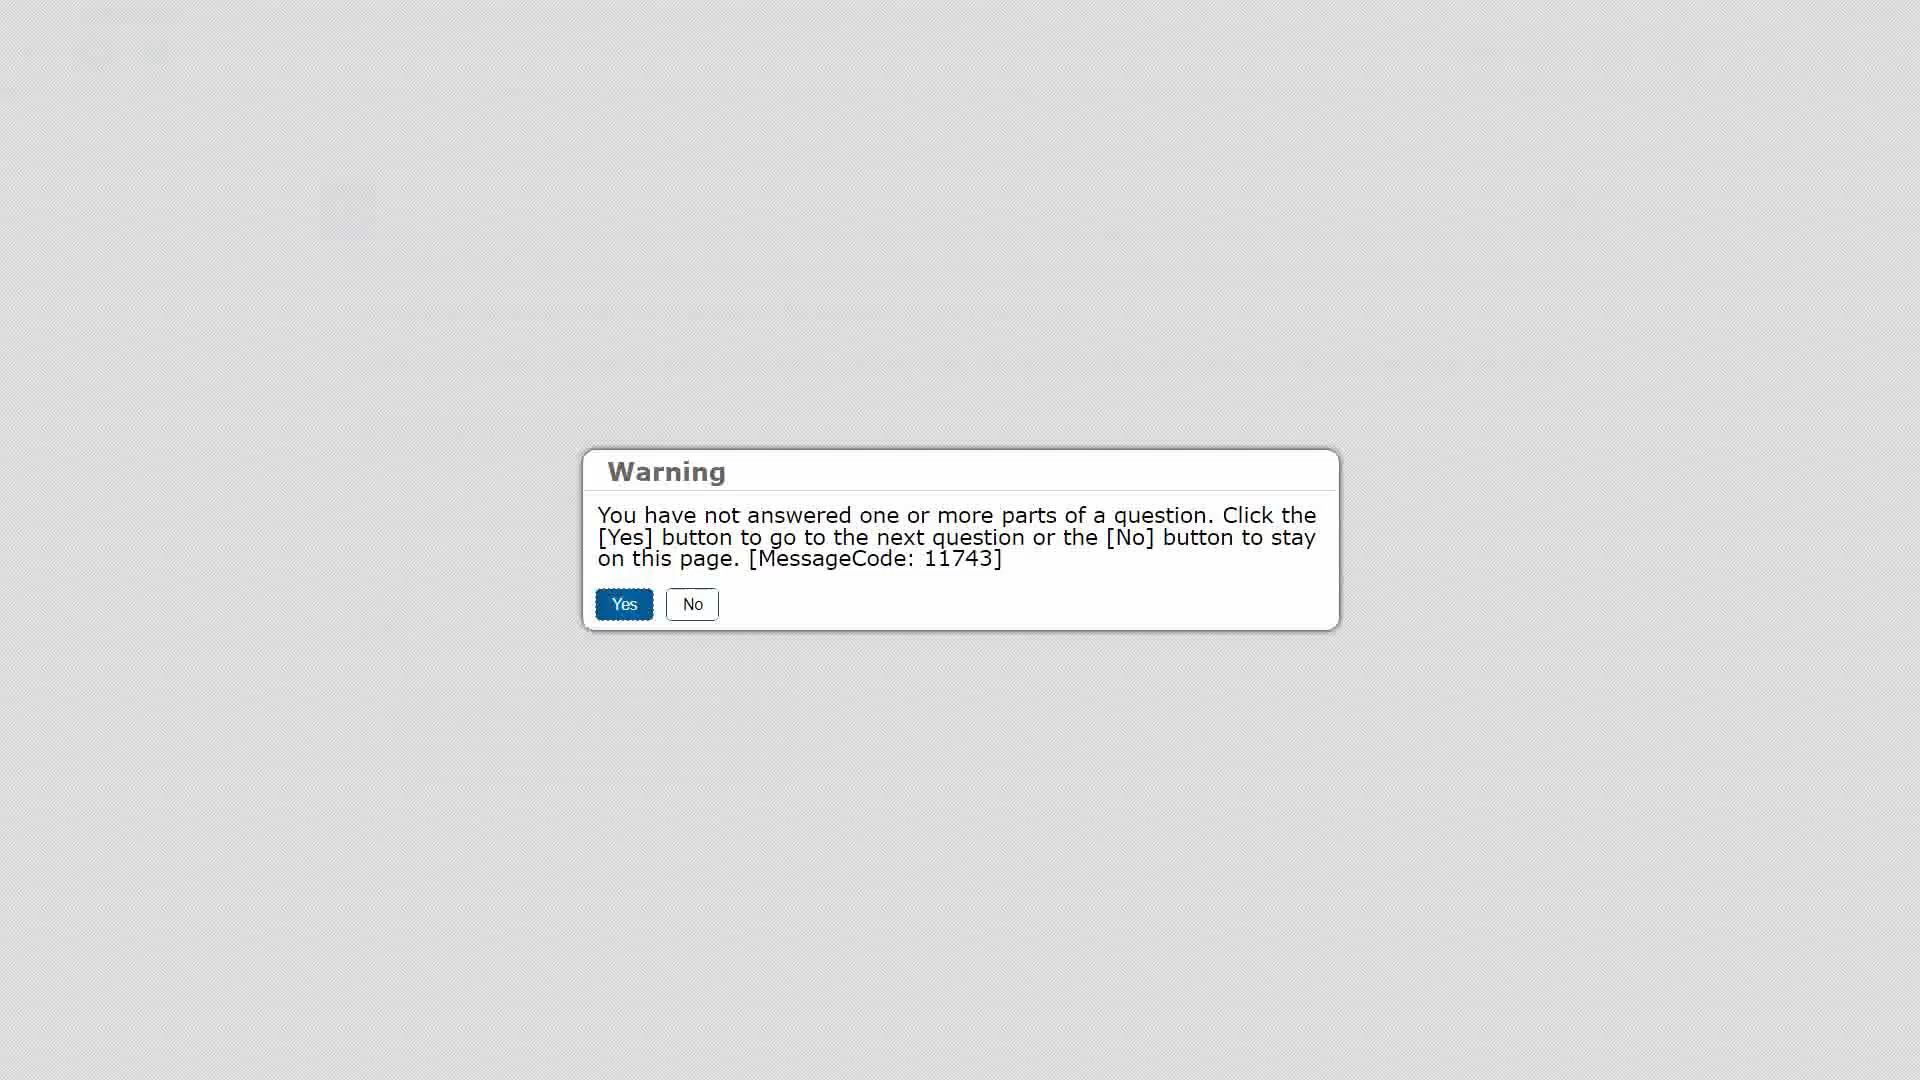 Warning
You have not answered one or more parts of a question. Click the
[Yes] button to go to the next question or the [No] button to stay
on this page. [MessageCode: 11743]
Yes No